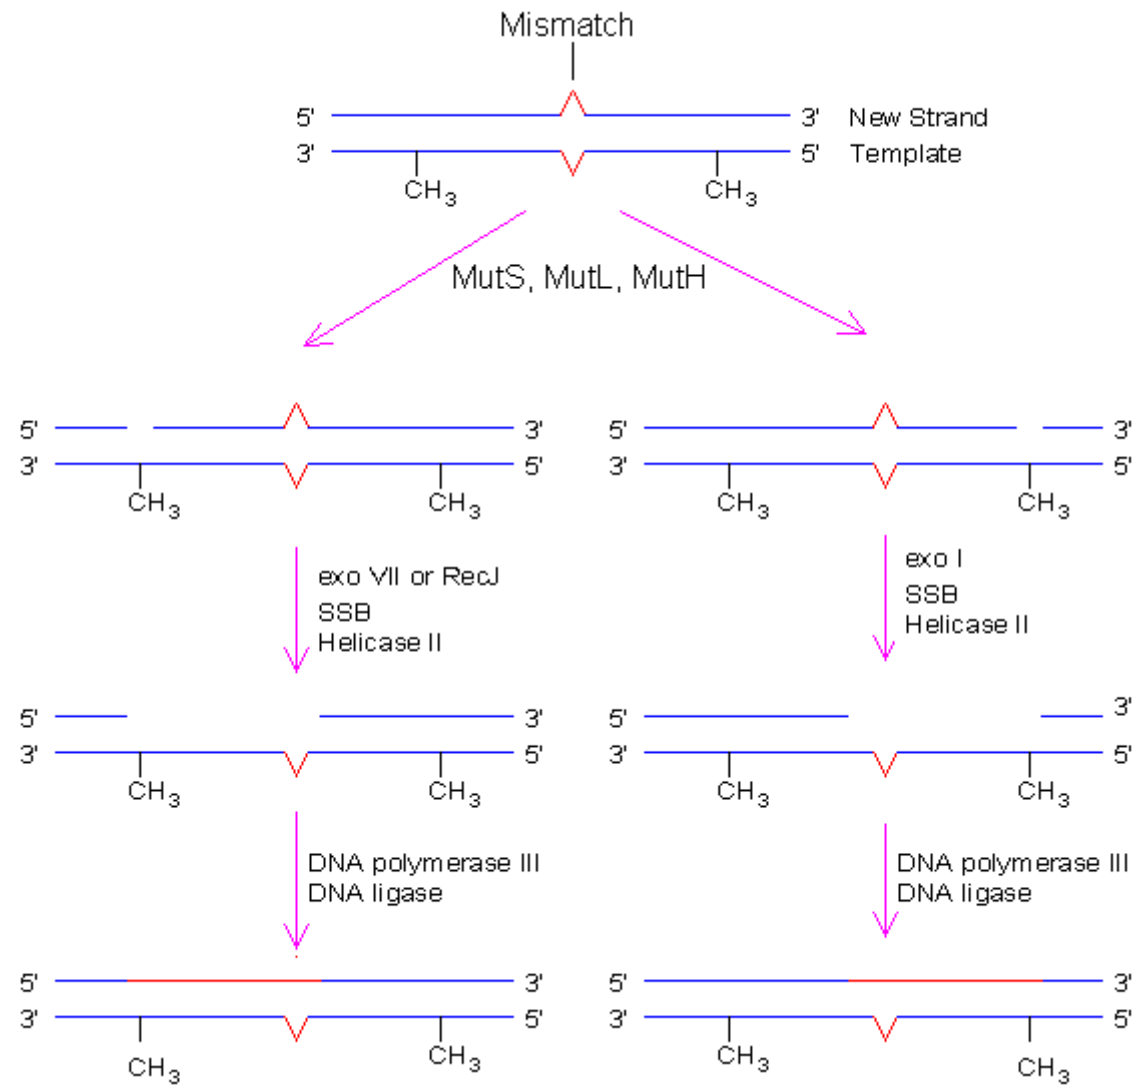 Mismatch
5' 3' New Strand
3' 5' Template
CH3 CH3
MutS, MutL, MutH
5' 3' 5' 3'
3' 5' 3' 5'
CH3 CH3 CH3 CH3
exo VII or RecJ
SSB
Helicase II
exo I
SSB
Helicase II
5' 3' 5' 3'
3' 5' 3' 5'
CH3 CH3 CH3 CH3
DNA polymerase III
DNA ligase
DNA polymerase III
DNA ligase
5' 3' 5' 3'
3' 5' 3' 5'
CH3 CH3 CH3 CH3